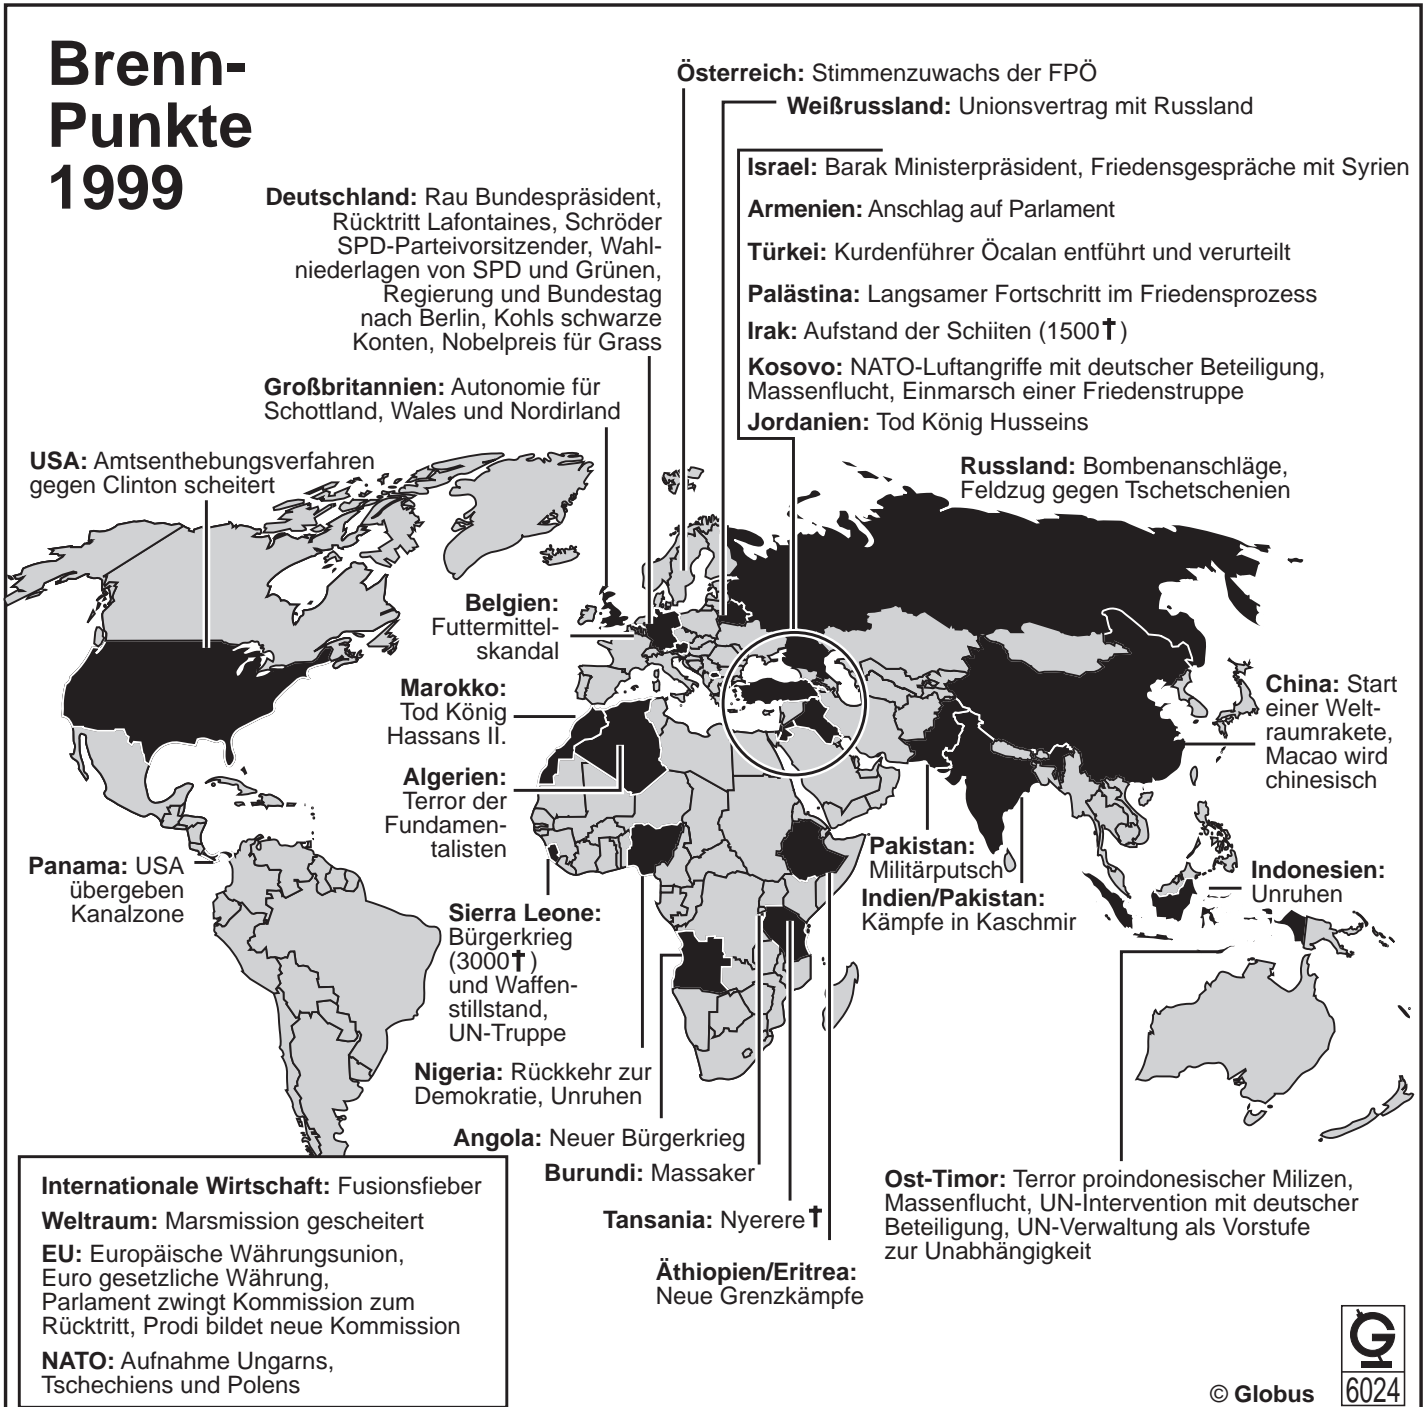 Brenn-
Punkte
1999
Österreich: Stimmenzuwachs der FPÖ
Weißrussland: Unionsvertrag mit Russland
Israel: Barak Ministerpräsident, Friedensgespräche mit Syrien
Armenien: Anschlag auf Parlament
Türkei: Kurdenführer Öcalan entführt und verurteilt
Palästina: Langsamer Fortschritt im Friedensprozess
Irak: Aufstand der Schiiten (1500✝)
Kosovo: NATO-Luftangriffe mit deutscher Beteiligung,
Massenflucht, Einmarsch einer Friedenstruppe
Jordanien: Tod König Husseins
Deutschland: Rau Bundespräsident,
Rücktritt Lafontaines, Schröder
SPD-Parteivorsitzender, Wahl-
niederlagen von SPD und Grünen,
Regierung und Bundestag
nach Berlin, Kohls schwarze
Konten, Nobelpreis für Grass
Großbritannien: Autonomie für
Schottland, Wales und Nordirland
USA: Amtsenthebungsverfahren
gegen Clinton scheitert
Russland: Bombenanschläge,
Feldzug gegen Tschetschenien
Belgien:
Futtermittel-
skandal
Marokko:
Tod König
Hassans II.
Algerien:
Terror der
Fundamen-
talisten
China: Start
einer Welt-
raumrakete,
Macao wird
chinesisch
Panama: USA
übergeben
Kanalzone
Pakistan:
Militärputsch
Indien/Pakistan:
Kämpfe in Kaschmir
Indonesien:
Unruhen
Sierra Leone:
Bürgerkrieg
(3000✝)
und Waffen-
stillstand,
UN-Truppe
Nigeria: Rückkehr zur
Demokratie, Unruhen
Angola: Neuer Bürgerkrieg
Burundi: Massaker
Tansania: Nyerere✝
Äthiopien/Eritrea:
Neue Grenzkämpfe
Ost-Timor: Terror proindonesischer Milizen,
Massenflucht, UN-Intervention mit deutscher
Beteiligung, UN-Verwaltung als Vorstufe
zur Unabhängigkeit
Internationale Wirtschaft: Fusionsfieber
Weltraum: Marsmission gescheitert
EU: Europäische Währungsunion,
Euro gesetzliche Währung,
Parlament zwingt Kommission zum
Rücktritt, Prodi bildet neue Kommission
NATO: Aufnahme Ungarns,
Tschechiens und Polens
© Globus
G
6024